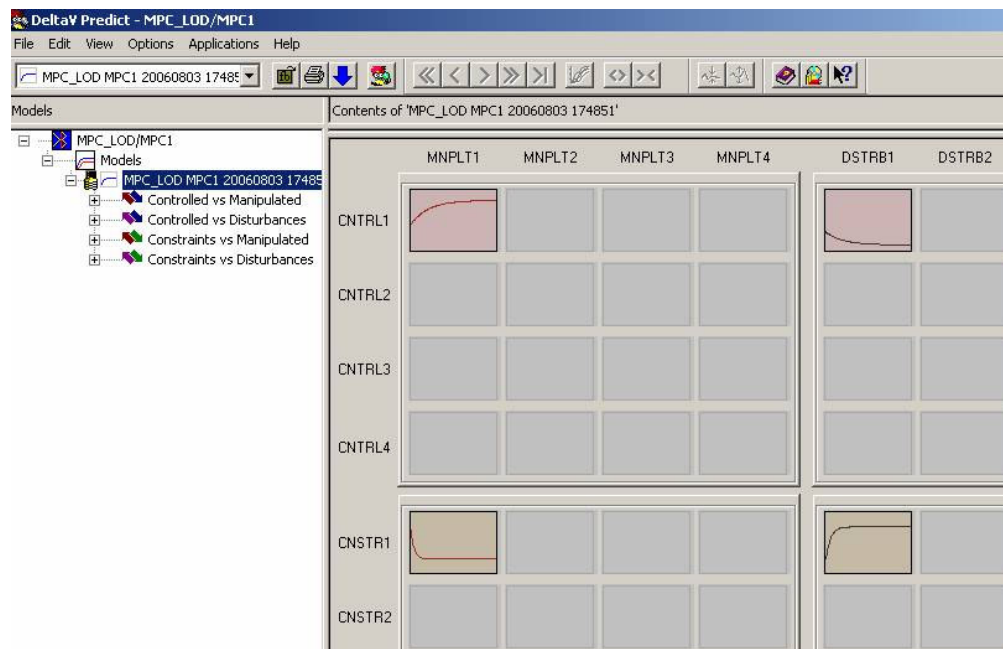 DeltaV Predict - MPC_LOD/MPC1
File Edit View Options Applications Help
MPC_LOD MPC1 20060803 1748
Models
Contents of 'MPC_LOD MPC1 20060803 174851'
MPC_LOD/MPC1
Models
MPC_LOD MPC1 20060803 17485
Controlled vs Manipulated
Controlled vs Disturbances
Constraints vs Manipulated
Constraints vs Disturbances
MNPLT1 MNPLT2 MNPLT3 MNPLT4 DSTRB1 DSTRB2
CNTRL1
CNTRL2
CNTRL3
CNTRL4
CNSTR1
CNSTR2